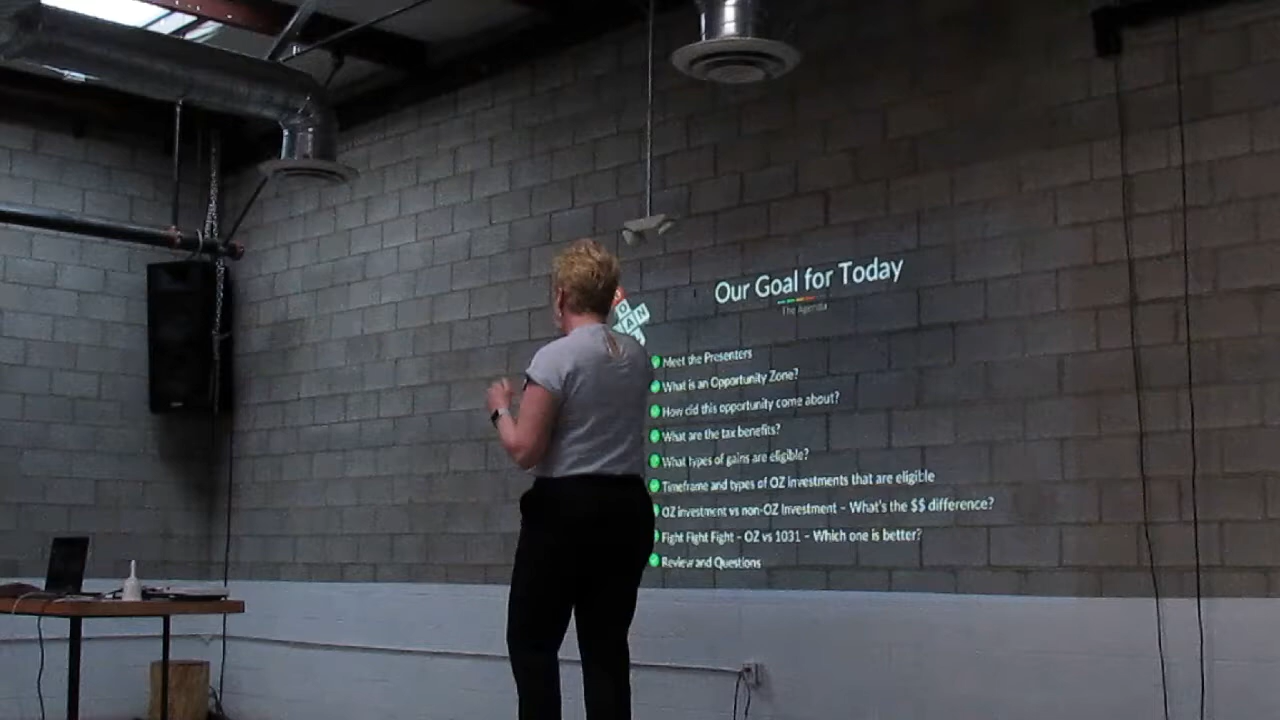 Our Goal for Today
The Agenda
Meet the Presenters
What is an Opportunity Zone?
How did this opportunity come about?
What are the tax benefits?
What types of gains are eligible?
Timeframe and types of OZ investments that are eligible
OZ investment vs non-OZ Investment – What's the $$ difference?
Fight Fight Fight – OZ vs 1031 – Which one is better?
Review and Questions